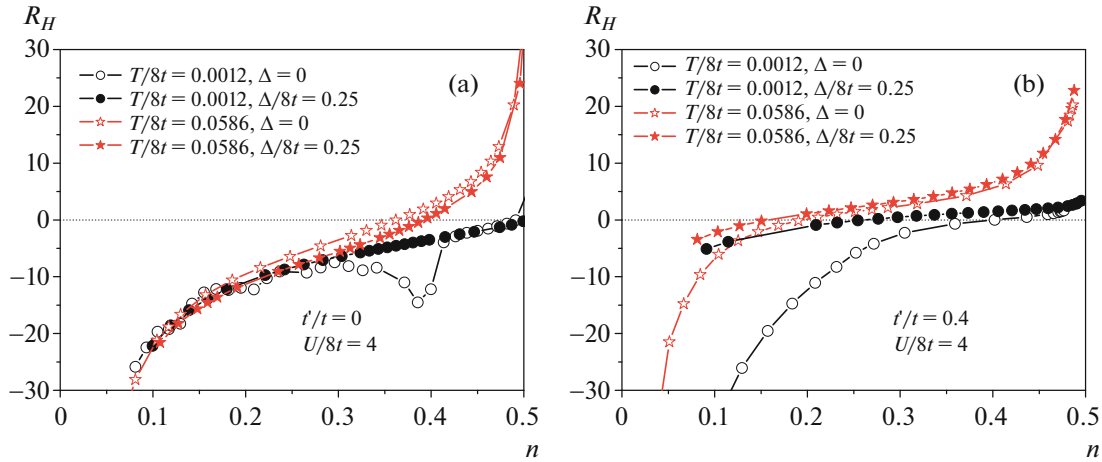 R_H
30
20
10
0
−10
−20
−30
T/8t = 0.0012, Δ = 0
T/8t = 0.0012, Δ/8t = 0.25
T/8t = 0.0586, Δ = 0
T/8t = 0.0586, Δ/8t = 0.25
(a)
t'/t = 0
U/8t = 4
0
0.1
0.2
0.3
0.4
0.5
n
R_H
30
20
10
0
−10
−20
−30
T/8t = 0.0012, Δ = 0
T/8t = 0.0012, Δ/8t = 0.25
T/8t = 0.0586, Δ = 0
T/8t = 0.0586, Δ/8t = 0.25
(b)
t'/t = 0.4
U/8t = 4
0
0.1
0.2
0.3
0.4
0.5
n